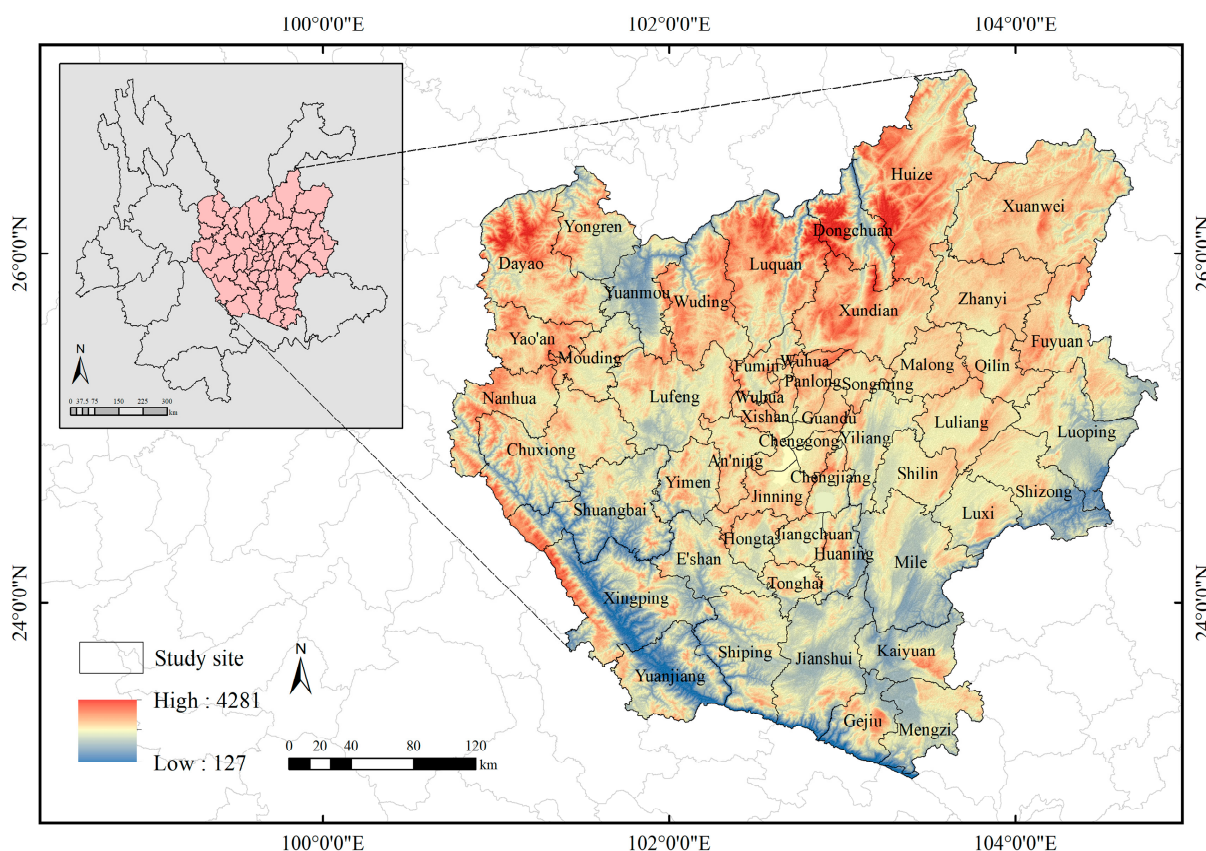 100°0'0"E 102°0'0"E 104°0'0"E
26°0'0"N
24°0'0"N
N
0 37.5 75 150 225 300
km
Huize
Xuanwei
Yongren
Dongchuan
Dayao
Luquan
Yuanmou
Wuding
Zhanyi
Xundian
Yao'an
Mouding
Fuyuan
Fumin
Wuhua
Malong
Qilin
Panlong
Songming
Nanhua
Lufeng
Wuhua
Xishan
Guandu
Luliang
Luoping
Chenggong
Yiliang
Chuxiong
An'ning
Yimen
Chengjiang
Shilin
Jinning
Shizong
Shuangbai
Luxi
Hongta
Jiangchuan
Huaning
E'shan
Mile
Tonghai
Xingping
Shiping
Jianshui
Kaiyuan
Yuanjiang
Gejiu
Mengzi
Study site
High : 4281
Low : 127
N
0 20 40 80 120
km
26°0'0"N
24°0'0"N
100°0'0"E 102°0'0"E 104°0'0"E